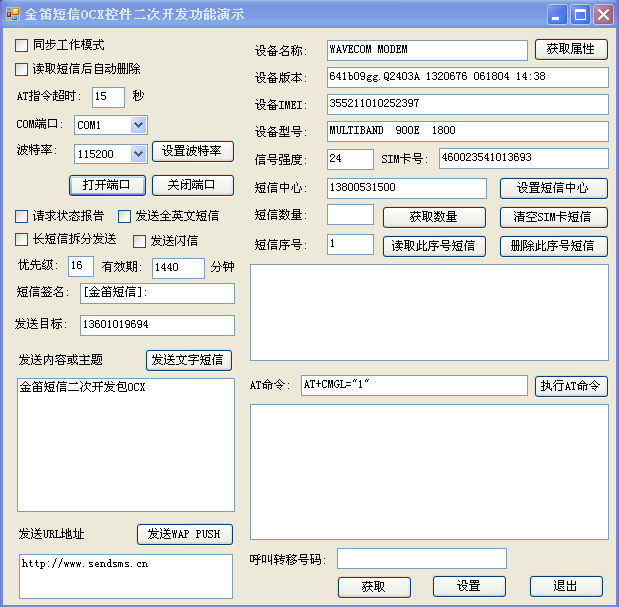 金笛短信OCX控件二次开发功能演示
同步工作模式
读取短信后自动删除
AT指令超时: 15 秒
COM端口: COM1
波特率: 115200 设置波特率
打开端口 关闭端口
请求状态报告 发送全英文短信
长短信拆分发送 发送闪信
优先级: 16 有效期: 1440 分钟
短信签名: [金笛短信]:
发送目标: 13601019694
发送内容或主题 发送文字短信
金笛短信二次开发包OCX
发送URL地址 发送WAP PUSH
http://www.sendsms.cn
设备名称: WAVECOM MODEM 获取属性
设备版本: 641b09gg.Q2403A 1320676 061804 14:38
设备IMEI: 355211010252397
设备型号: MULTIBAND 900E 1800
信号强度: 24 SIM卡号: 460023541013693
短信中心: 13800531500 设置短信中心
短信数量: 获取数量 清空SIM卡短信
短信序号: 1 读取此序号短信 删除此序号短信
AT命令: AT+CMGL="1" 执行AT命令
呼叫转移号码:
获取 设置 退出